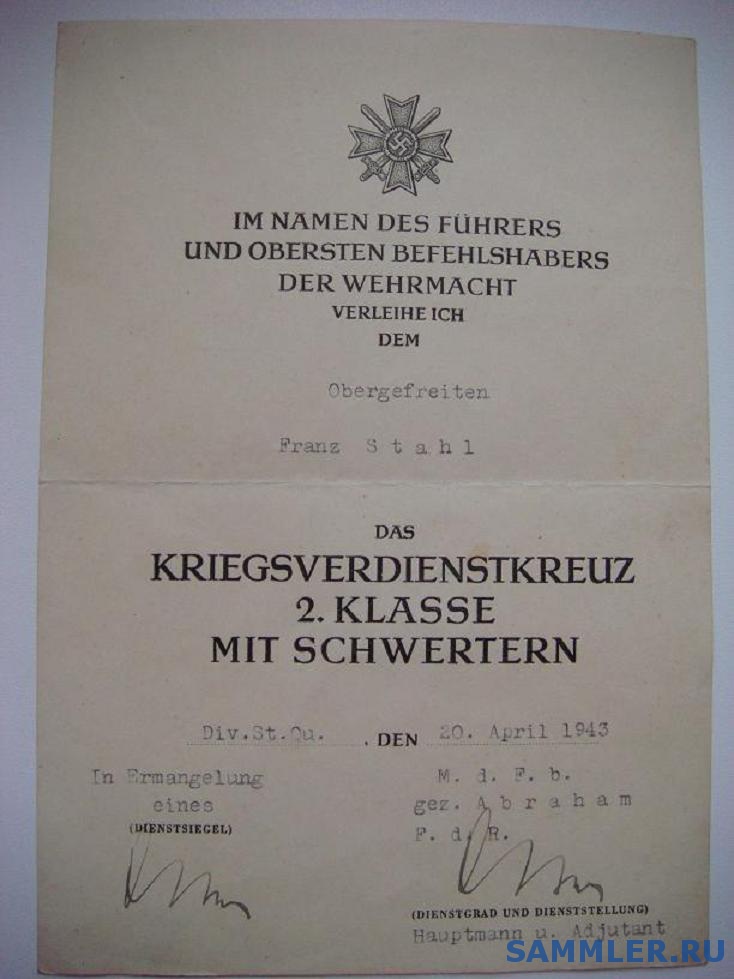 IM NAMEN DES FÜHRERS
UND OBERSTEN BEFEHLSHABERS
DER WEHRMACHT
VERLEIHE ICH
DEM
Obergefreiten
Franz S t a h l
DAS
KRIEGSVERDIENSTKREUZ
2. KLASSE
MIT SCHWERTERN
Div.St.Qu. , DEN 20. April 1943
In Ermangelung
eines
(DIENSTSIEGEL)
M. d. F. b.
gez. A b r a h a m
F. d. R.
(DIENSTGRAD UND DIENSTSTELLUNG)
Hauptmann u. Adjutant
SAMMLER.RU